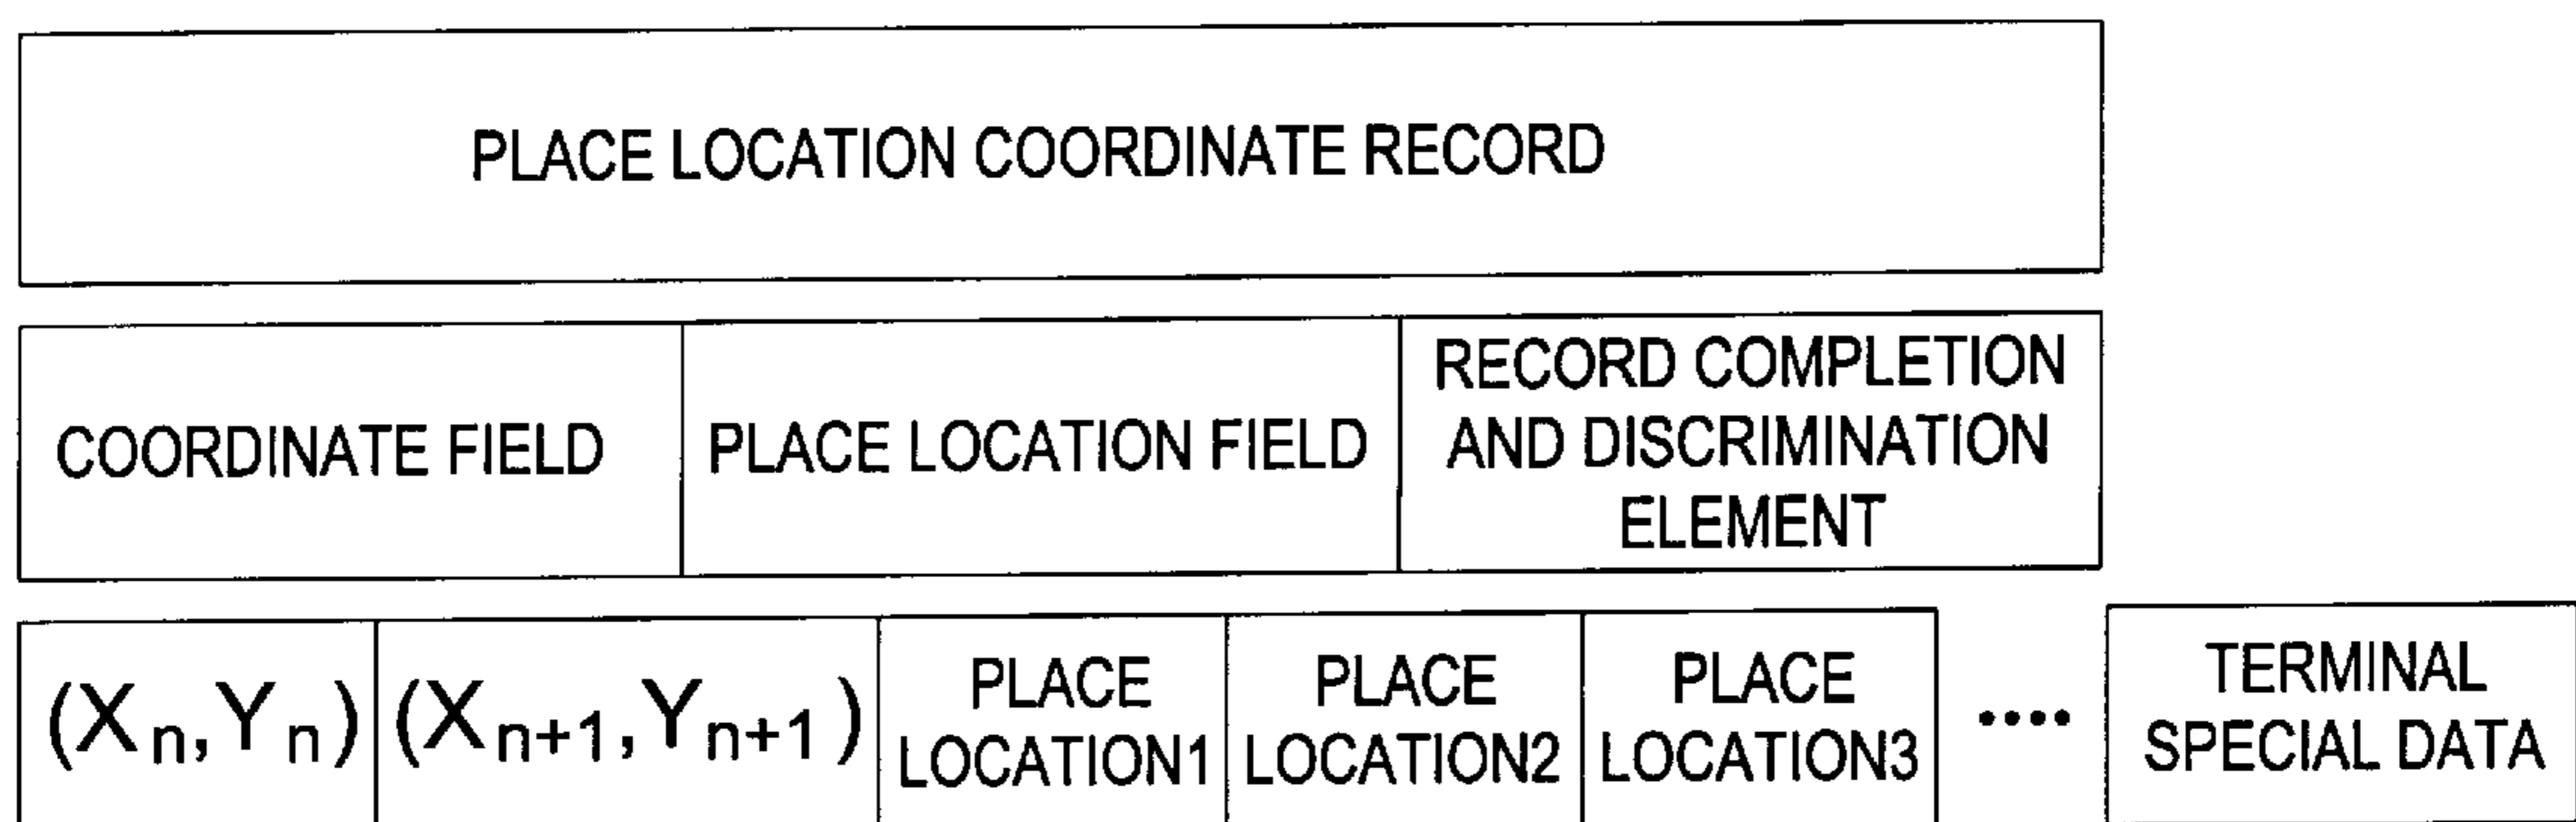 PLACE LOCATION COORDINATE RECORD
COORDINATE FIELD
PLACE LOCATION FIELD
RECORD COMPLETION
AND DISCRIMINATION
ELEMENT
(Xn,Yn)
(Xn+1,Yn+1)
PLACE
LOCATION1
PLACE
LOCATION2
PLACE
LOCATION3
....
TERMINAL
SPECIAL DATA